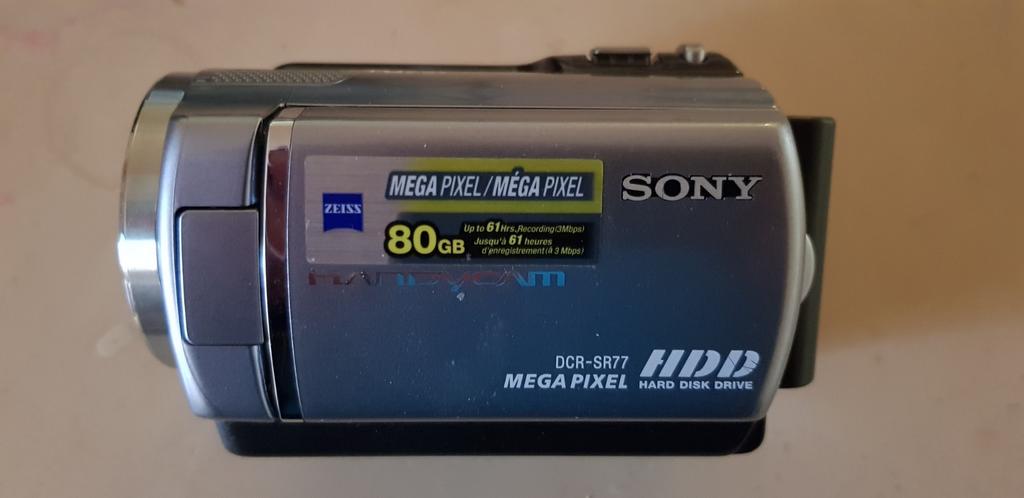 MEGA PIXEL / MÉGA PIXEL
SONY
ZEISS
80GB
Up to 61Hrs. Recording(3Mbps)
Jusqu'à 61 heures
d'enregistrement(à 3 Mbps)
HANDYCAM
DCR-SR77
MEGA PIXEL
HDD
HARD DISK DRIVE